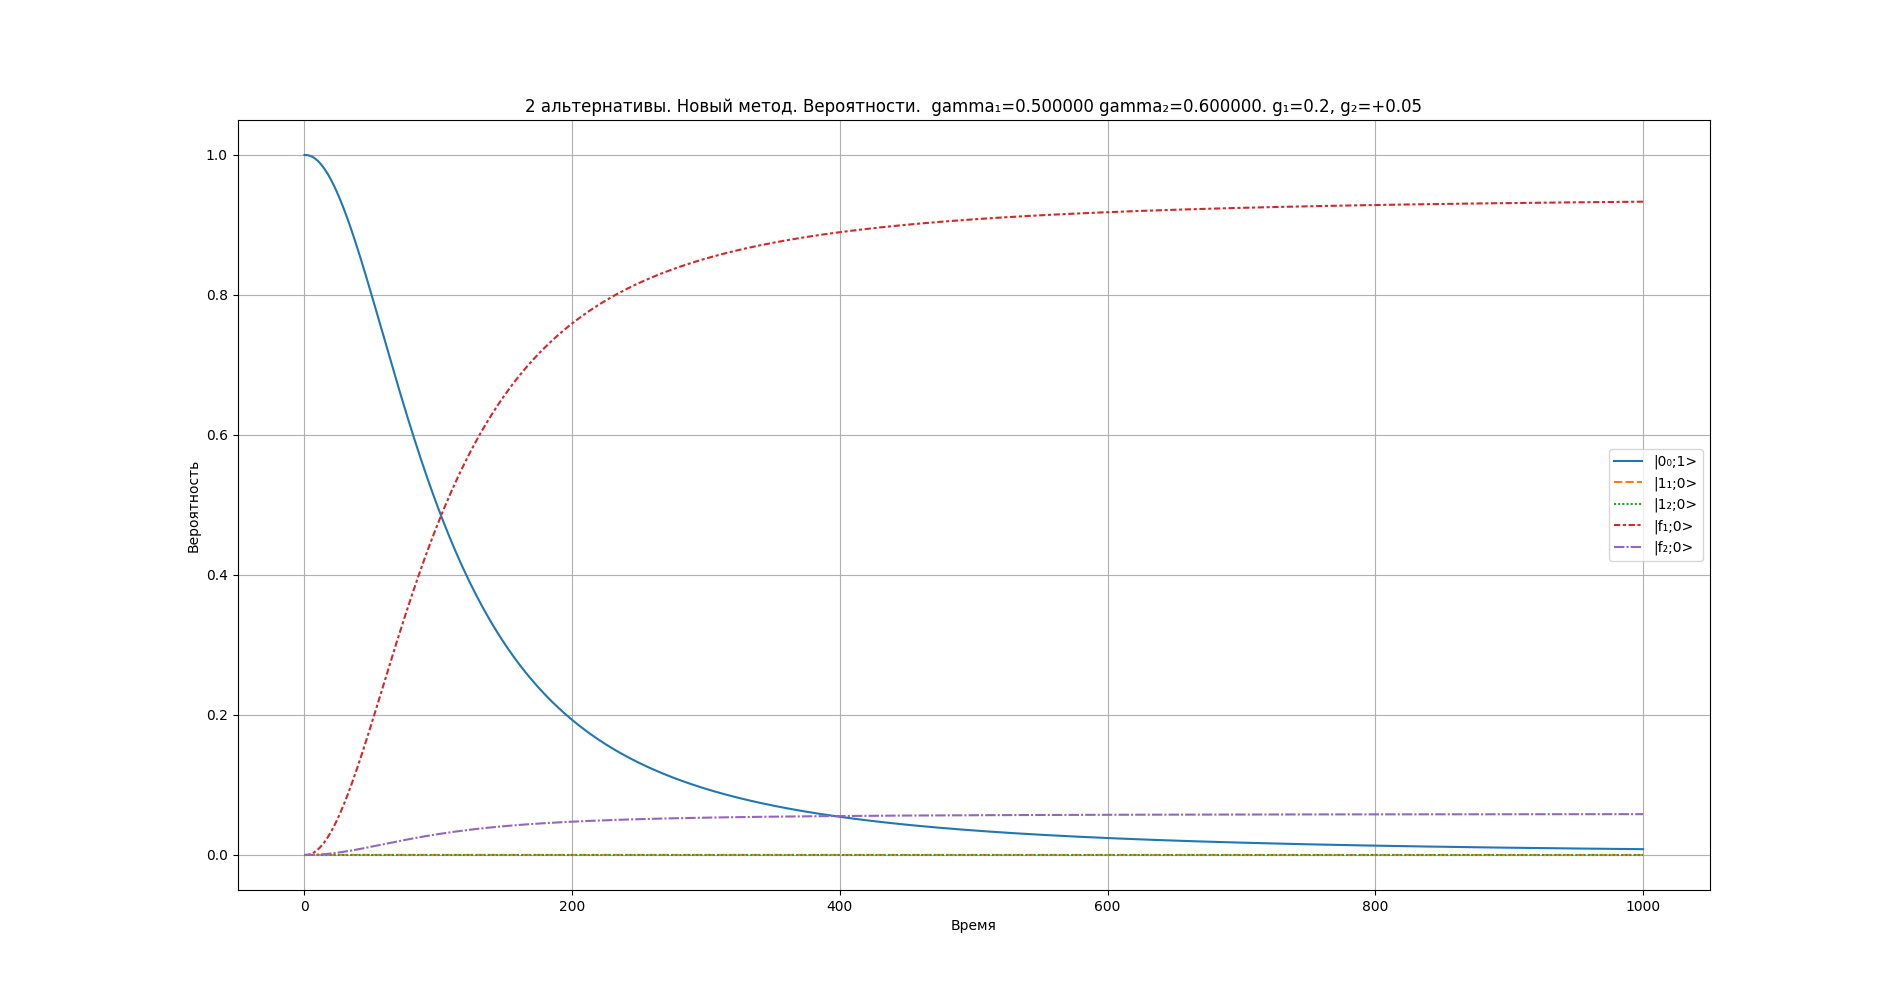 2 альтернативы. Новый метод. Вероятности.  gamma₁=0.500000 gamma₂=0.600000. g₁=0.2, g₂=+0.05
Вероятность
1.0
0.8
0.6
0.4
0.2
0.0
|0₀;1>
|1₁;0>
|1₂;0>
|f₁;0>
|f₂;0>
0 200 400 600 800 1000
Время